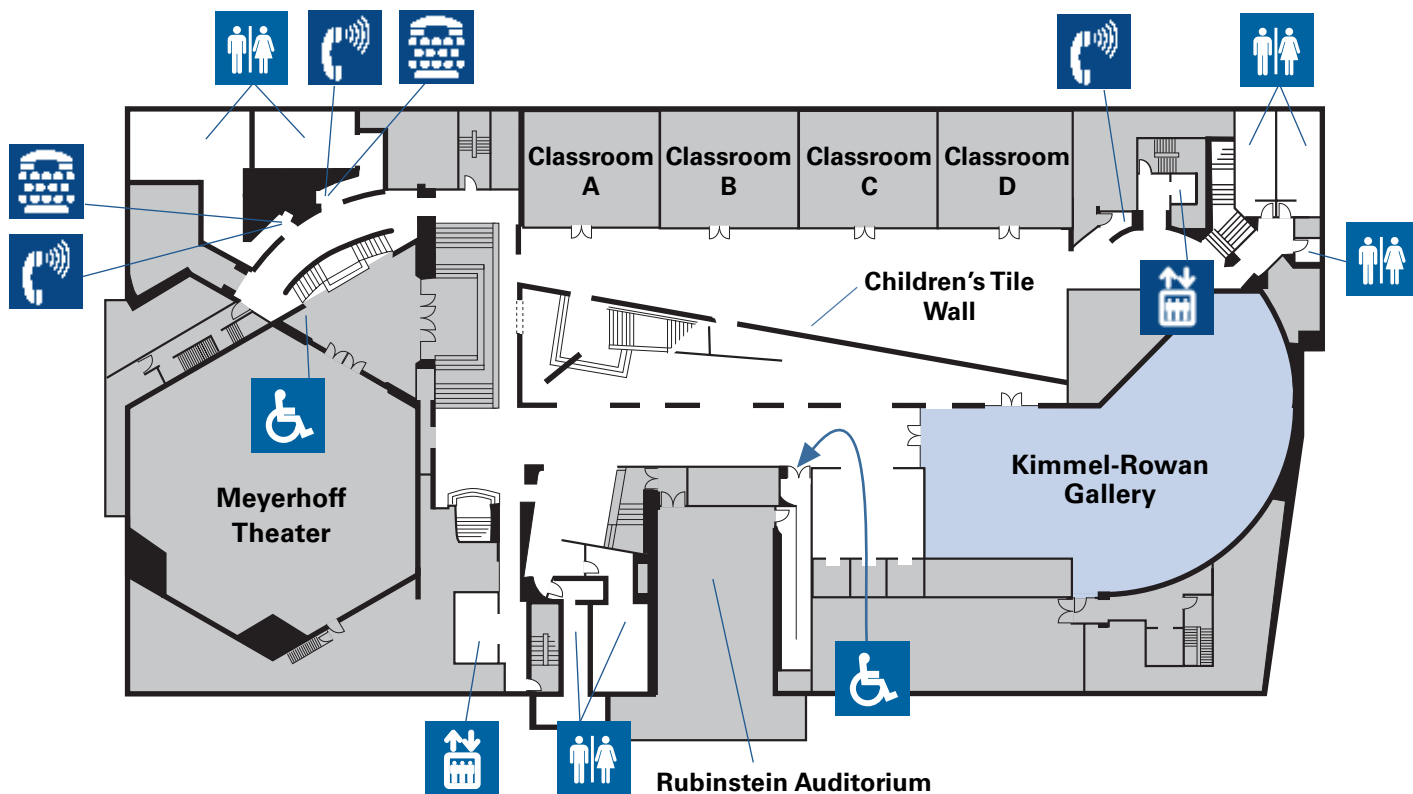 Classroom
A
Classroom
B
Classroom
C
Classroom
D
Children's Tile
Wall
Kimmel-Rowan
Gallery
Meyerhoff
Theater
Rubinstein Auditorium